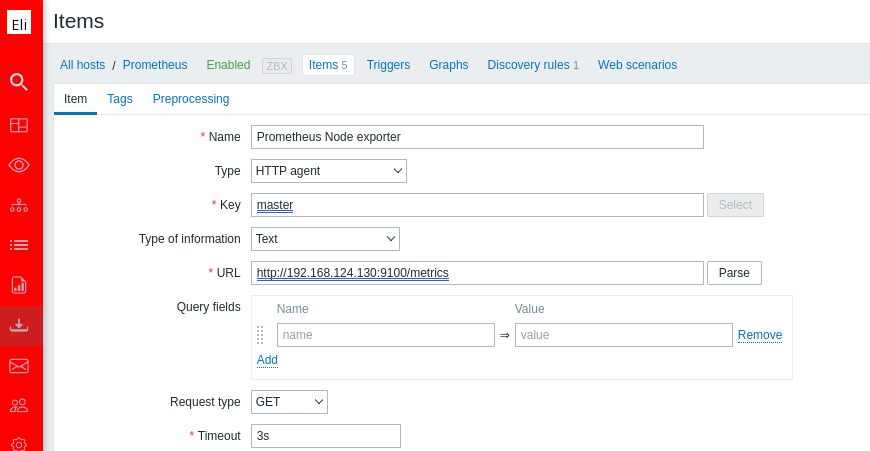 Eli
Items
All hosts / Prometheus Enabled ZBX Items 5 Triggers Graphs Discovery rules 1 Web scenarios
Item Tags Preprocessing
* Name Prometheus Node exporter
Type HTTP agent
* Key master Select
Type of information Text
* URL http://192.168.124.130:9100/metrics Parse
Query fields Name Value
name ⇒ value Remove
Add
Request type GET
* Timeout 3s